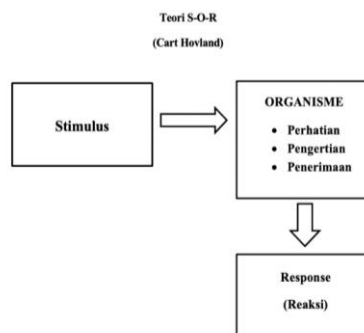 Teori S-O-R
(Cart Hovland)
Stimulus
ORGANISME
• Perhatian
• Pengertian
• Penerimaan
Response
(Reaksi)